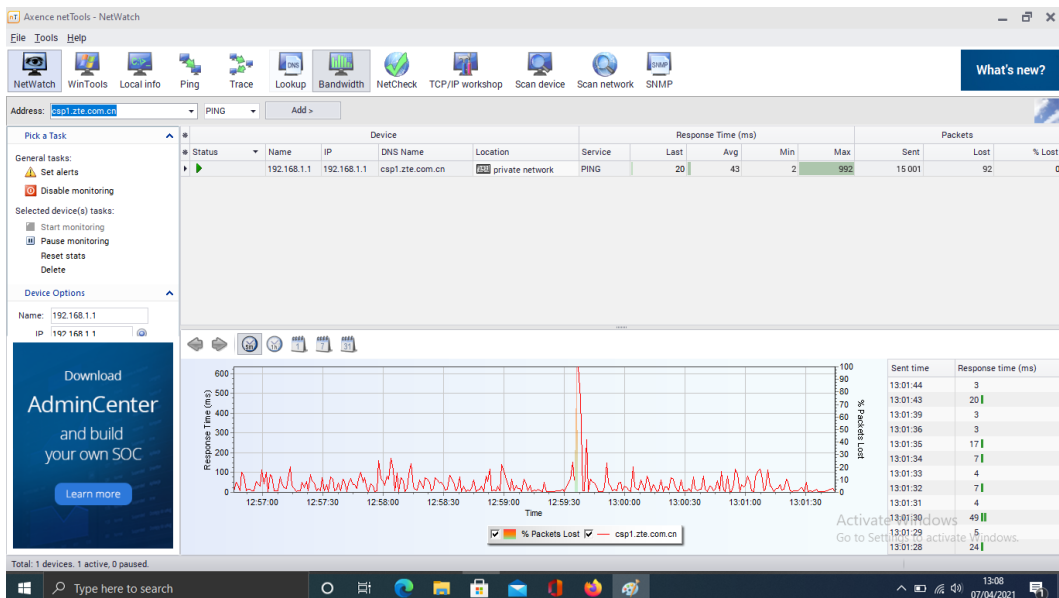 nT Axence netTools - NetWatch
File Tools Help
NetWatch WinTools Local info Ping Trace Lookup Bandwidth NetCheck TCP/IP workshop Scan device Scan network SNMP
What's new?
Address: csp1.zte.com.cn PING Add >
Pick a Task
General tasks:
Set alerts
Disable monitoring
Selected device(s) tasks:
Start monitoring
Pause monitoring
Reset stats
Delete
Device Options
Name: 192.168.1.1
IP 192.168.1.1
Download
AdminCenter
and build
your own SOC
Learn more
Device Response Time (ms) Packets
Status Name IP DNS Name Location Service Last Avg Min Max Sent Lost % Lost
192.168.1.1 192.168.1.1 csp1.zte.com.cn private network PING 20 43 2 992 15 001 92 0
5m 1h 1 7 31
Response Time (ms)
600
500
400
300
200
100
0
12:57:00 12:57:30 12:58:00 12:58:30 12:59:00 12:59:30 13:00:00 13:00:30 13:01:00 13:01:30
Time
100
90
80
70
60
50
40
30
20
10
0
% Packets Lost
% Packets Lost csp1.zte.com.cn
Sent time Response time (ms)
13:01:44 3
13:01:43 20
13:01:39 3
13:01:36 3
13:01:35 17
13:01:34 7
13:01:33 4
13:01:32 7
13:01:31 4
13:01:30 49
13:01:29 5
13:01:28 24
Activate Windows
Go to Settings to activate Windows.
Total: 1 devices. 1 active, 0 paused.
Type here to search
13:08
07/04/2021
1